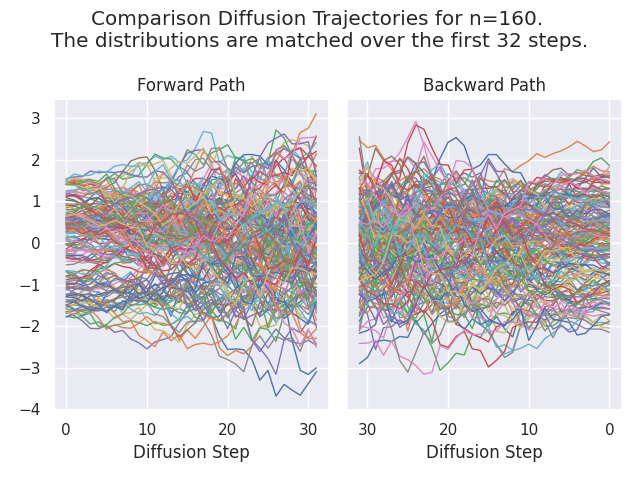 Comparison Diffusion Trajectories for n=160.
The distributions are matched over the first 32 steps.
Forward Path
Backward Path
3
2
1
0
−1
−2
−3
−4
0
10
20
30
30
20
10
0
Diffusion Step
Diffusion Step